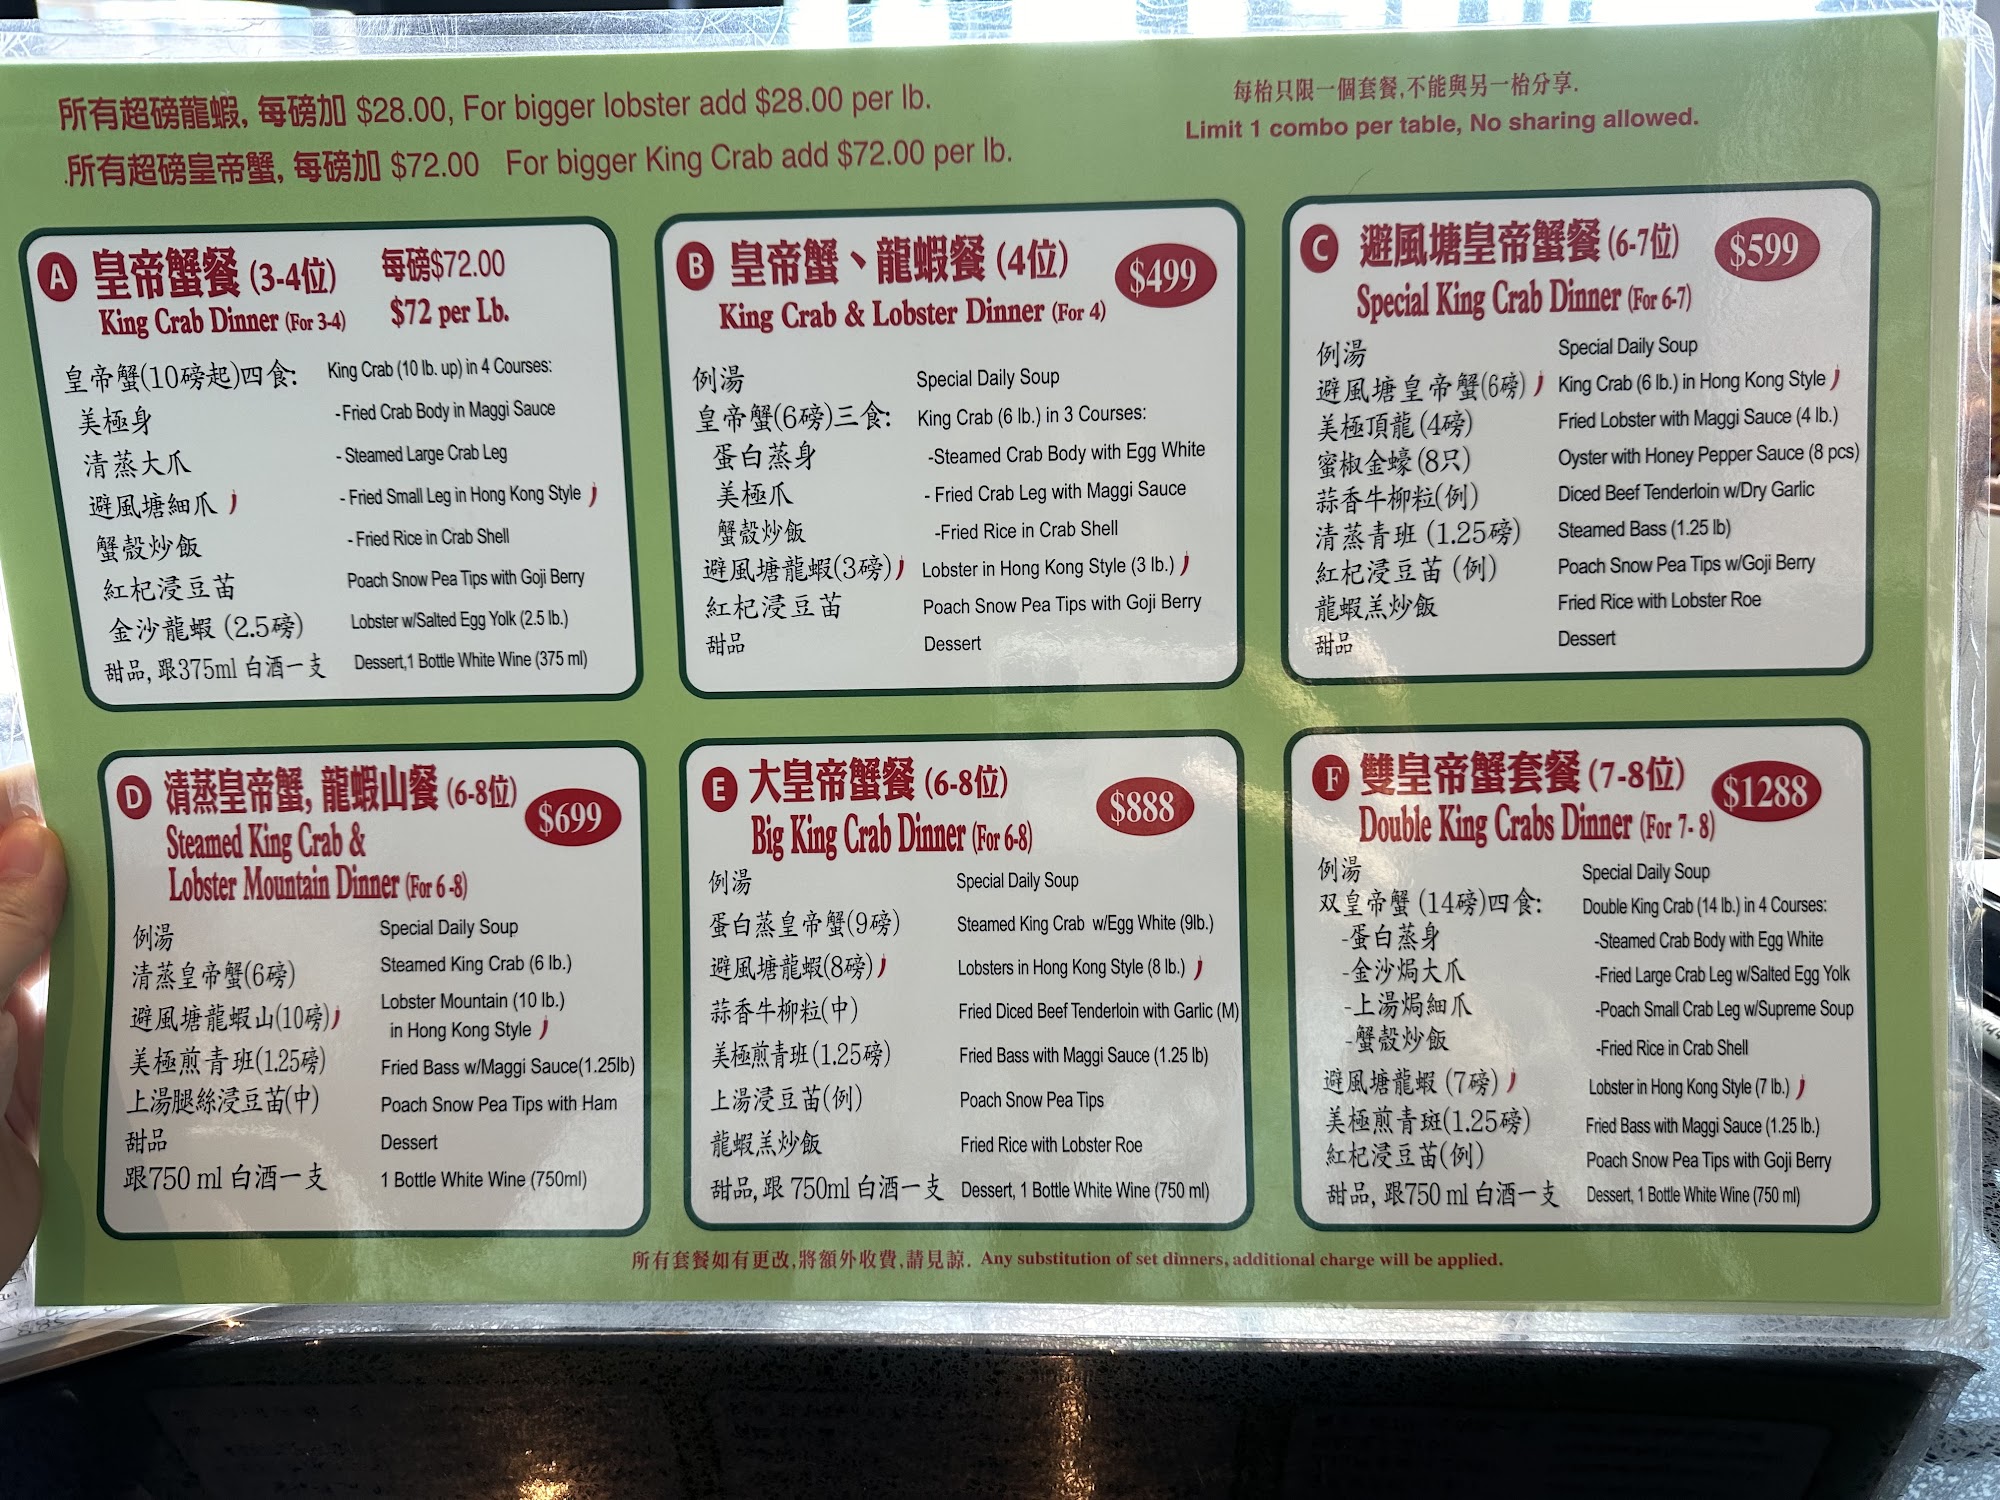 所有超磅龍蝦, 每磅加 $28.00, For bigger lobster add $28.00 per lb.
所有超磅皇帝蟹, 每磅加 $72.00 For bigger King Crab add $72.00 per lb.
每枱只限一個套餐,不能與另一枱分享.
Limit 1 combo per table, No sharing allowed.
A 皇帝蟹餐 (3-4位) 每磅$72.00
King Crab Dinner (For 3-4) $72 per Lb.
皇帝蟹(10磅起)四食: King Crab (10 lb. up) in 4 Courses:
美極身 -Fried Crab Body in Maggi Sauce
清蒸大爪 - Steamed Large Crab Leg
避風塘細爪 - Fried Small Leg in Hong Kong Style
蟹殼炒飯 - Fried Rice in Crab Shell
紅杞浸豆苗 Poach Snow Pea Tips with Goji Berry
金沙龍蝦 (2.5磅) Lobster w/Salted Egg Yolk (2.5 lb.)
甜品, 跟375ml 白酒一支 Dessert,1 Bottle White Wine (375 ml)
B 皇帝蟹、龍蝦餐 (4位) $499
King Crab & Lobster Dinner (For 4)
例湯 Special Daily Soup
皇帝蟹(6磅)三食: King Crab (6 lb.) in 3 Courses:
蛋白蒸身 -Steamed Crab Body with Egg White
美極爪 - Fried Crab Leg with Maggi Sauce
蟹殼炒飯 -Fried Rice in Crab Shell
避風塘龍蝦(3磅) Lobster in Hong Kong Style (3 lb.)
紅杞浸豆苗 Poach Snow Pea Tips with Goji Berry
甜品 Dessert
C 避風塘皇帝蟹餐 (6-7位) $599
Special King Crab Dinner (For 6-7)
例湯 Special Daily Soup
避風塘皇帝蟹(6磅) King Crab (6 lb.) in Hong Kong Style
美極頂龍 (4磅) Fried Lobster with Maggi Sauce (4 lb.)
蜜椒金蠔 (8只) Oyster with Honey Pepper Sauce (8 pcs)
蒜香牛柳粒(例) Diced Beef Tenderloin w/Dry Garlic
清蒸青班 (1.25磅) Steamed Bass (1.25 lb)
紅杞浸豆苗 (例) Poach Snow Pea Tips w/Goji Berry
龍蝦羔炒飯 Fried Rice with Lobster Roe
甜品 Dessert
D 清蒸皇帝蟹, 龍蝦山餐 (6-8位) $699
Steamed King Crab &
Lobster Mountain Dinner (For 6 -8)
例湯 Special Daily Soup
清蒸皇帝蟹(6磅) Steamed King Crab (6 lb.)
避風塘龍蝦山(10磅) Lobster Mountain (10 lb.)
in Hong Kong Style
美極煎青班(1.25磅) Fried Bass w/Maggi Sauce(1.25lb)
上湯腿絲浸豆苗(中) Poach Snow Pea Tips with Ham
甜品 Dessert
跟750 ml 白酒一支 1 Bottle White Wine (750ml)
E 大皇帝蟹餐 (6-8位) $888
Big King Crab Dinner (For 6-8)
例湯 Special Daily Soup
蛋白蒸皇帝蟹(9磅) Steamed King Crab w/Egg White (9lb.)
避風塘龍蝦(8磅) Lobsters in Hong Kong Style (8 lb.)
蒜香牛柳粒(中) Fried Diced Beef Tenderloin with Garlic (M)
美極煎青班(1.25磅) Fried Bass with Maggi Sauce (1.25 lb)
上湯浸豆苗(例) Poach Snow Pea Tips
龍蝦羔炒飯 Fried Rice with Lobster Roe
甜品, 跟 750ml 白酒一支 Dessert, 1 Bottle White Wine (750 ml)
F 雙皇帝蟹套餐 (7-8位) $1288
Double King Crabs Dinner (For 7- 8)
例湯 Special Daily Soup
双皇帝蟹 (14磅)四食: Double King Crab (14 lb.) in 4 Courses:
-蛋白蒸身 -Steamed Crab Body with Egg White
-金沙焗大爪 -Fried Large Crab Leg w/Salted Egg Yolk
-上湯焗細爪 -Poach Small Crab Leg w/Supreme Soup
-蟹殼炒飯 -Fried Rice in Crab Shell
避風塘龍蝦 (7磅) Lobster in Hong Kong Style (7 lb.)
美極煎青斑(1.25磅) Fried Bass with Maggi Sauce (1.25 lb.)
紅杞浸豆苗(例) Poach Snow Pea Tips with Goji Berry
甜品, 跟750 ml 白酒一支 Dessert, 1 Bottle White Wine (750 ml)
所有套餐如有更改,將額外收費,請見諒. Any substitution of set dinners, additional charge will be applied.